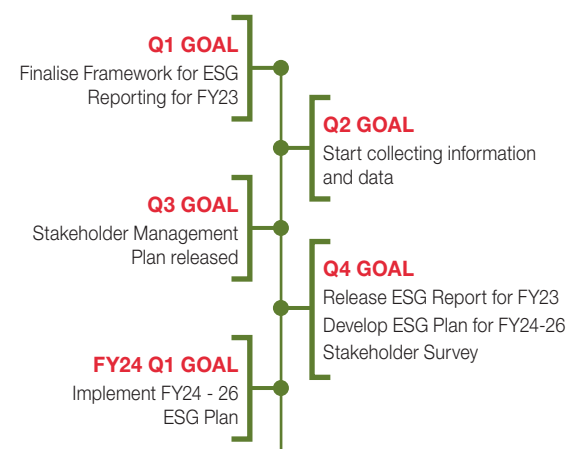 Q1 GOAL
Finalise Framework for ESG
Reporting for FY23
Q2 GOAL
Start collecting information
and data
Q3 GOAL
Stakeholder Management
Plan released
Q4 GOAL
Release ESG Report for FY23
Develop ESG Plan for FY24-26
Stakeholder Survey
FY24 Q1 GOAL
Implement FY24 - 26
ESG Plan